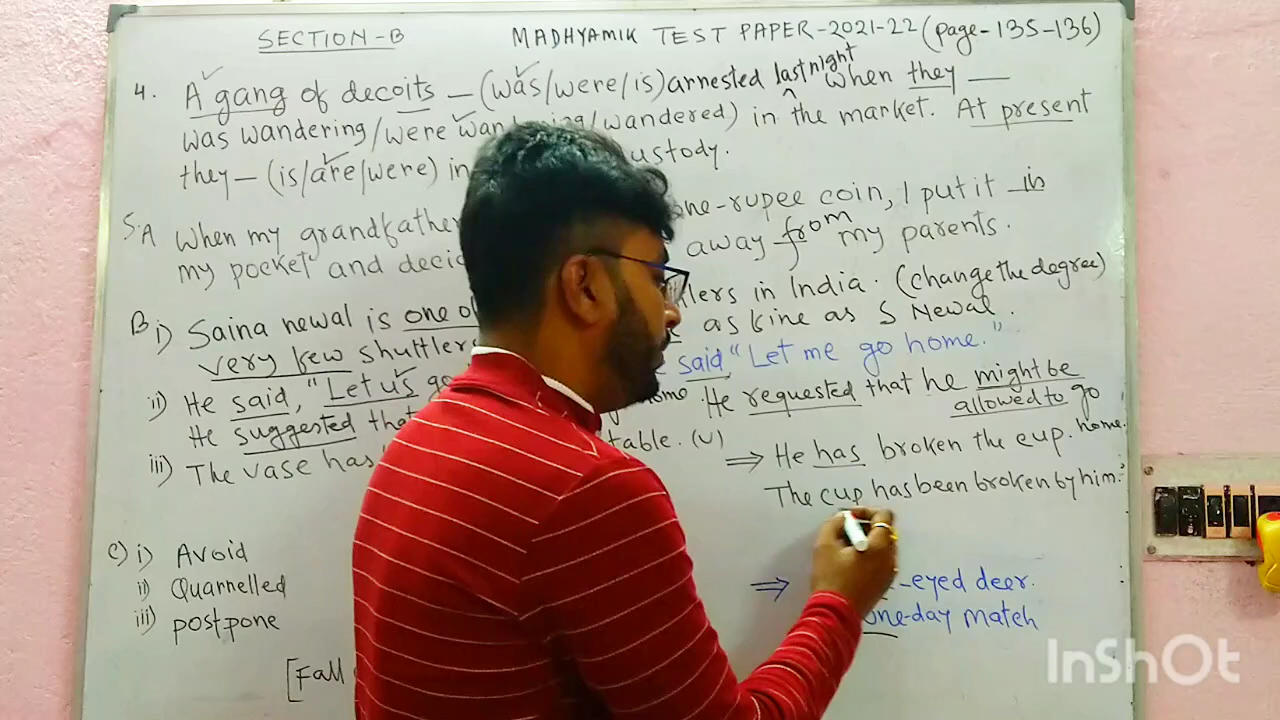 SECTION-B
MADHYAMIK TEST PAPER-2021-22 (page-135-136)
4. A gang of decoits — (was/were/is) arrested last night when they —
was wandering/were wandering/wandered) in the market. At present
they — (is/are/were) in custody.
5.A When my grandfather one-rupee coin, I put it in
my pocket and away from my parents.
B i) Saina newal is one of in India. (change the degree)
very few shuttlers as fine as S Newal.
said "Let me go home."
ii) He said, "Let us go home. He requested that he might be
He suggested that allowed to go
home.
iii) The vase has table. (V)
⇒ He has broken the cup.
The cup has been broken by him.
C) i) Avoid
ii) Quarrelled
iii) postpone
⇒ -eyed deer.
one-day match
[Fall
InShOt